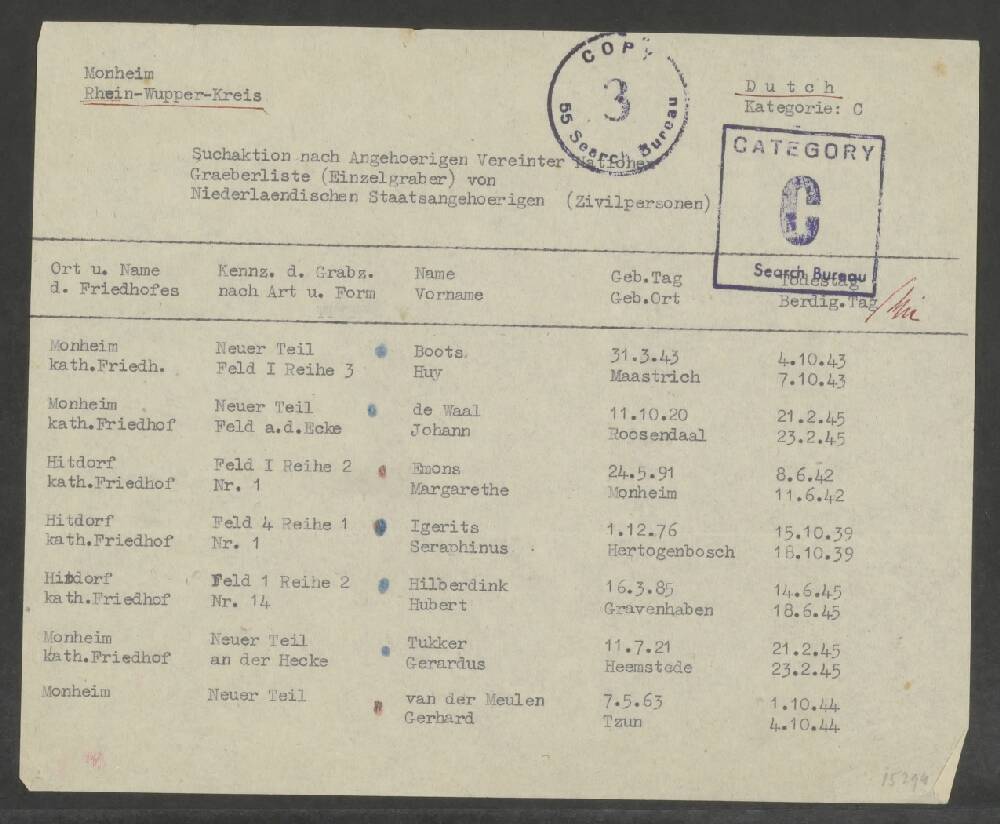 Monheim
Rhein-Wupper-Kreis
COPY
3
55 Search Bureau
Dutch
Kategorie: C
CATEGORY
C
Search Bureau
Suchaktion nach Angehoerigen Vereinter Nationen
Graeberliste (Einzelgraber) von
Niederlaendischen Staatsangehoerigen (Zivilpersonen)
Ort u. Name Kennz. d. Grabz. Name Geb.Tag Todestag
d. Friedhofes nach Art u. Form Vorname Geb.Ort Berdig.Tag
Monheim Neuer Teil Boots 31.3.43 4.10.43
kath.Friedh. Feld I Reihe 3 Huy Maastrich 7.10.43
Monheim Neuer Teil de Waal 11.10.20 21.2.45
kath.Friedhof Feld a.d.Ecke Johann Roosendaal 23.2.45
Hitdorf Feld I Reihe 2 Emons 24.5.91 8.6.42
kath.Friedhof Nr. 1 Margarethe Monheim 11.6.42
Hitdorf Feld 4 Reihe 1 Igerits 1.12.76 15.10.39
kath.Friedhof Nr. 1 Seraphinus Hertogenbosch 18.10.39
Hitdorf Feld 1 Reihe 2 Hilberdink 16.3.85 14.6.45
kath.Friedhof Nr. 14 Hubert Gravenhaben 18.6.45
Monheim Neuer Teil Tukker 11.7.21 21.2.45
kath.Friedhof an der Hecke Gerardus Heemstede 23.2.45
Monheim Neuer Teil van der Meulen 7.5.63 1.10.44
Gerhard Tzun 4.10.44